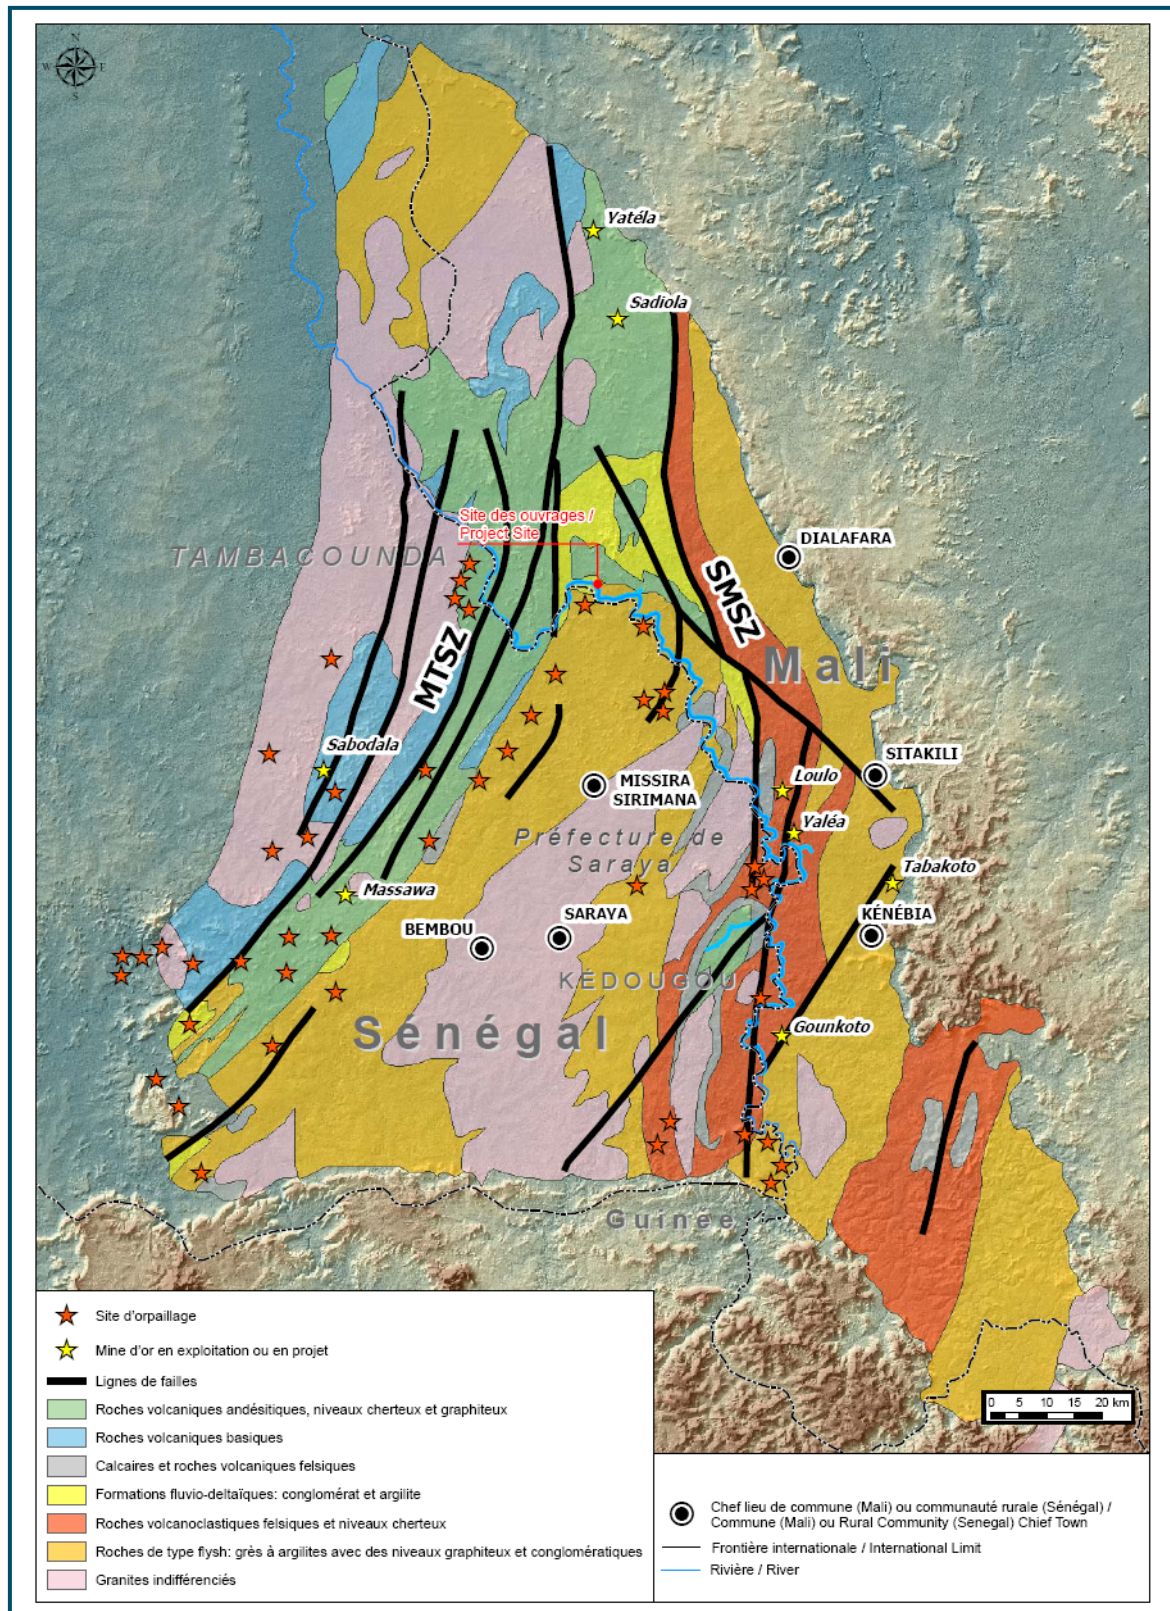 N
W E
S
Yatéla
Sadiola
Site des ouvrages /
Project Site
DIALAFARA
TAMBACOUNDA
SMSZ
MTSZ
Mali
Sabodala
SITAKILI
Loulo
MISSIRA
SIRIMANA
Yaléa
Préfecture de
Saraya
Tabakoto
Massawa
SARAYA
KÉNÉBIA
BEMBOU
KÉDOUGOU
Sénégal
Gounkoto
Guinée
Site d'orpaillage
Mine d'or en exploitation ou en projet
Lignes de failles
Roches volcaniques andésitiques, niveaux cherteux et graphiteux
Roches volcaniques basiques
Calcaires et roches volcaniques felsiques
Formations fluvio-deltaïques: conglomérat et argilite
Roches volcanoclastiques felsiques et niveaux cherteux
Roches de type flysh: grès à argilites avec des niveaux graphiteux et conglomératiques
Granites indifférenciés
0 5 10 15 20 km
Chef lieu de commune (Mali) ou communauté rurale (Sénégal) /
Commune (Mali) ou Rural Community (Senegal) Chief Town
Frontière internationale / International Limit
Rivière / River